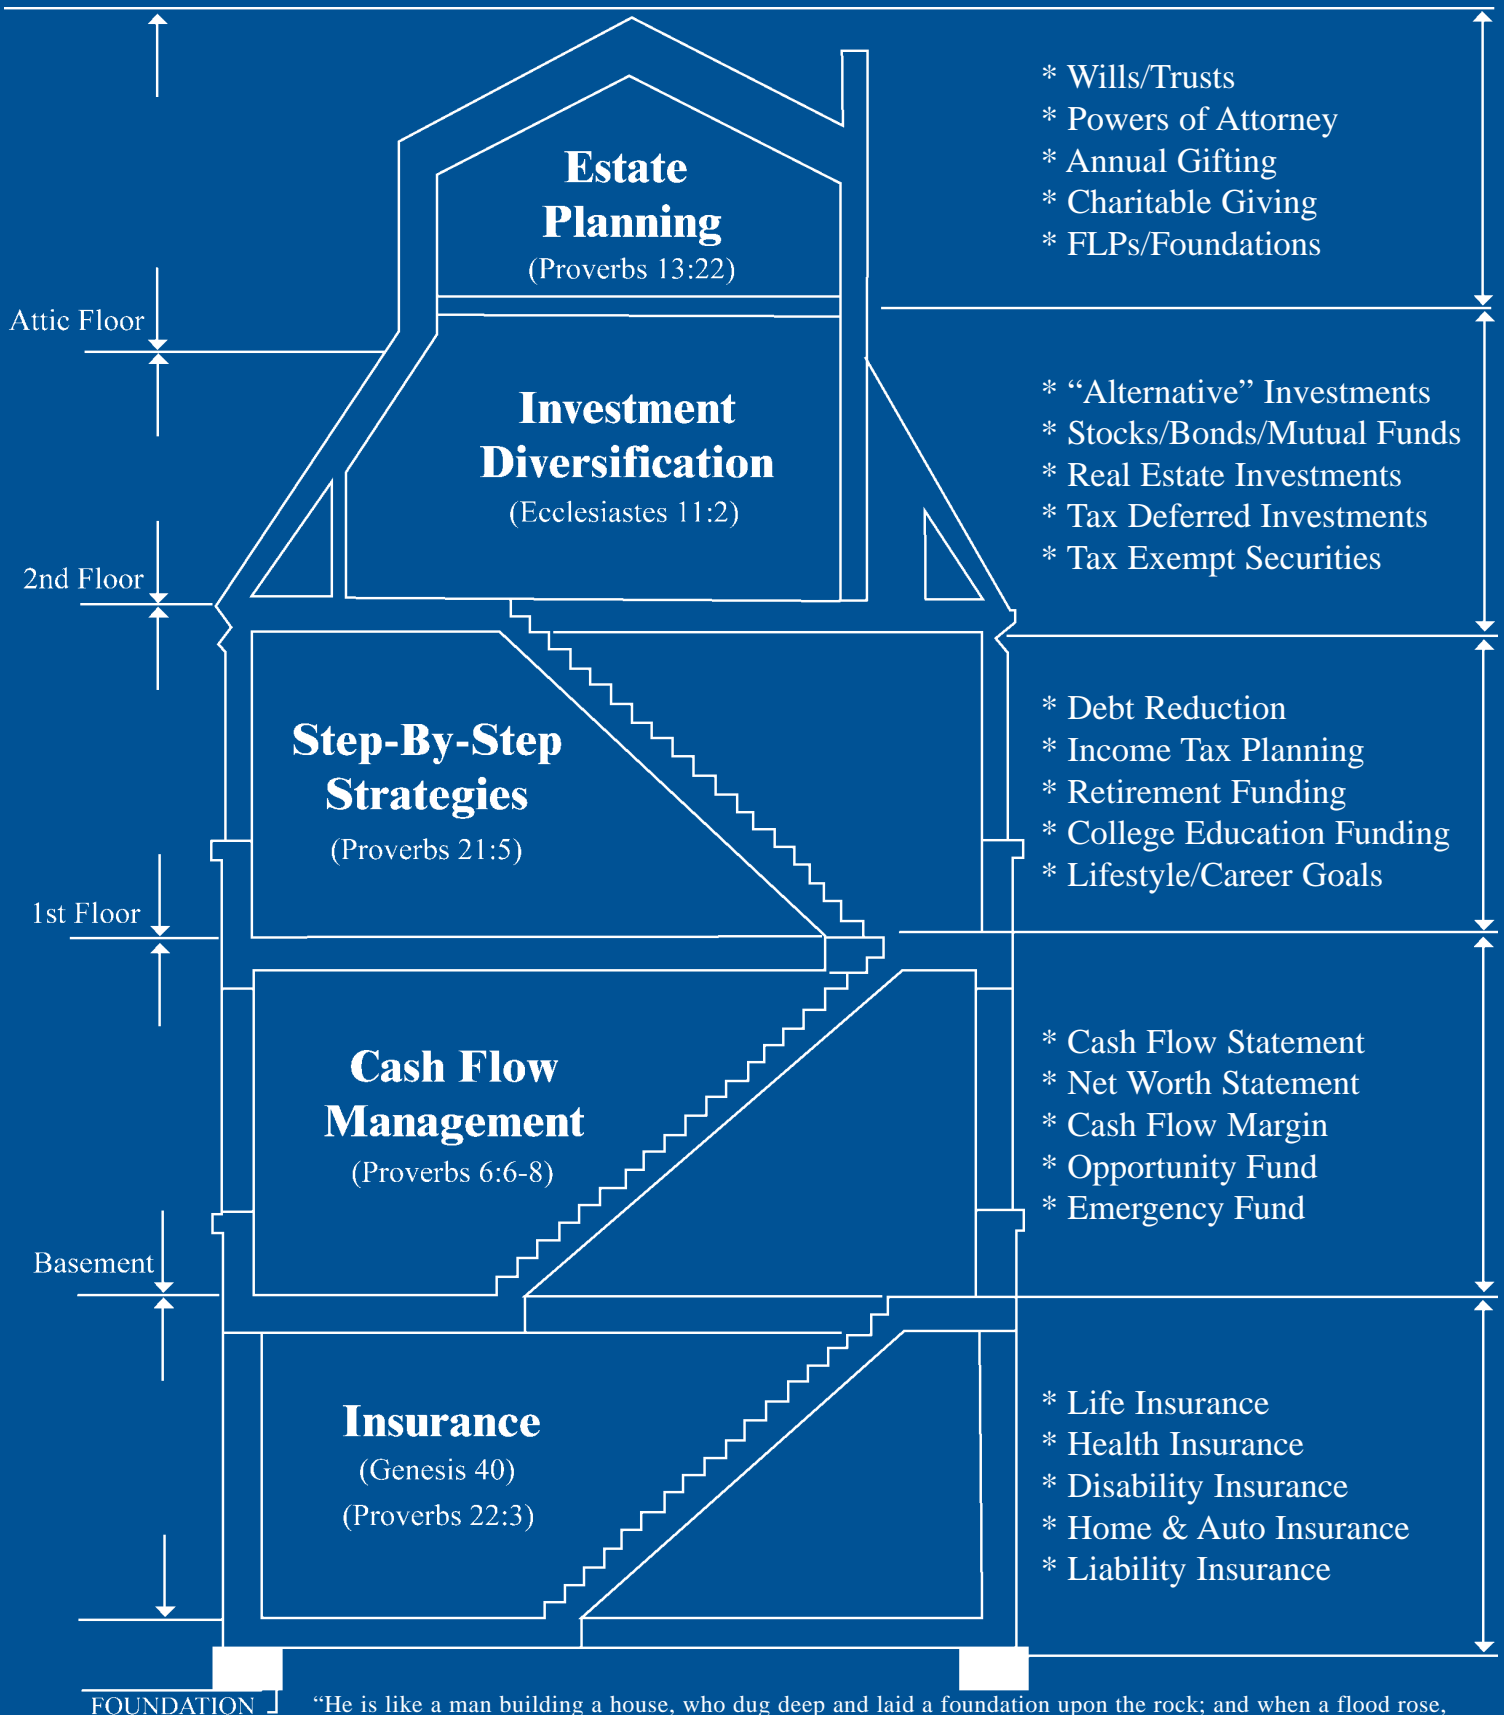 Estate
Planning
(Proverbs 13:22)
* Wills/Trusts
* Powers of Attorney
* Annual Gifting
* Charitable Giving
* FLPs/Foundations
Attic Floor
Investment
Diversification
(Ecclesiastes 11:2)
* “Alternative” Investments
* Stocks/Bonds/Mutual Funds
* Real Estate Investments
* Tax Deferred Investments
* Tax Exempt Securities
2nd Floor
Step-By-Step
Strategies
(Proverbs 21:5)
* Debt Reduction
* Income Tax Planning
* Retirement Funding
* College Education Funding
* Lifestyle/Career Goals
1st Floor
Cash Flow
Management
(Proverbs 6:6-8)
* Cash Flow Statement
* Net Worth Statement
* Cash Flow Margin
* Opportunity Fund
* Emergency Fund
Basement
Insurance
(Genesis 40)
(Proverbs 22:3)
* Life Insurance
* Health Insurance
* Disability Insurance
* Home & Auto Insurance
* Liability Insurance
FOUNDATION
“He is like a man building a house, who dug deep and laid a foundation upon the rock; and when a flood rose,